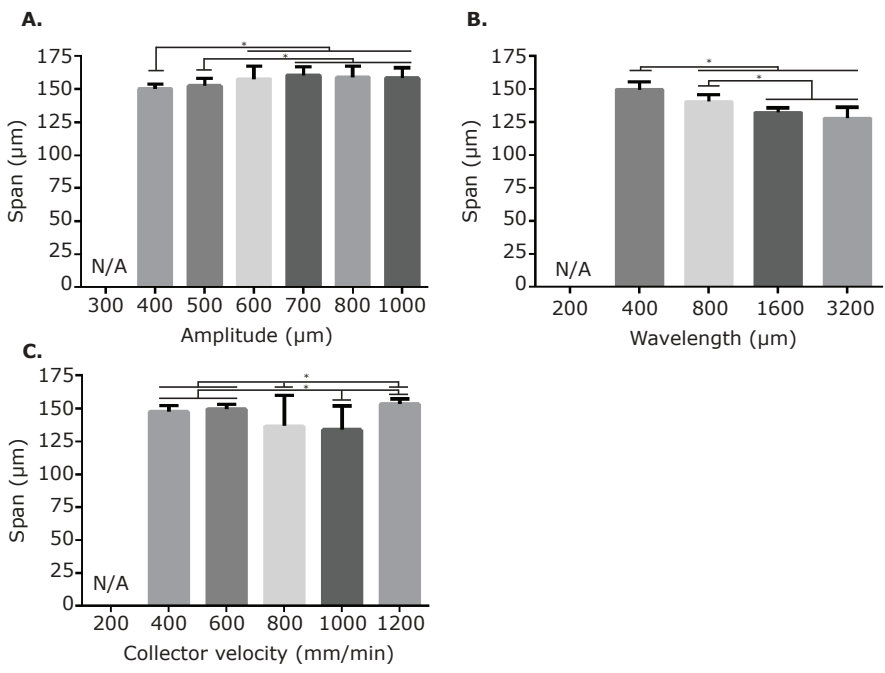 A.
*
*
175
150
125
100
75
50
25
0
Span (µm)
N/A
300 400 500 600 700 800 1000
Amplitude (µm)
B.
*
*
175
150
125
100
75
50
25
0
Span (µm)
N/A
200 400 800 1600 3200
Wavelength (µm)
C.
*
*
175
150
125
100
75
50
25
0
Span (µm)
N/A
200 400 600 800 1000 1200
Collector velocity (mm/min)